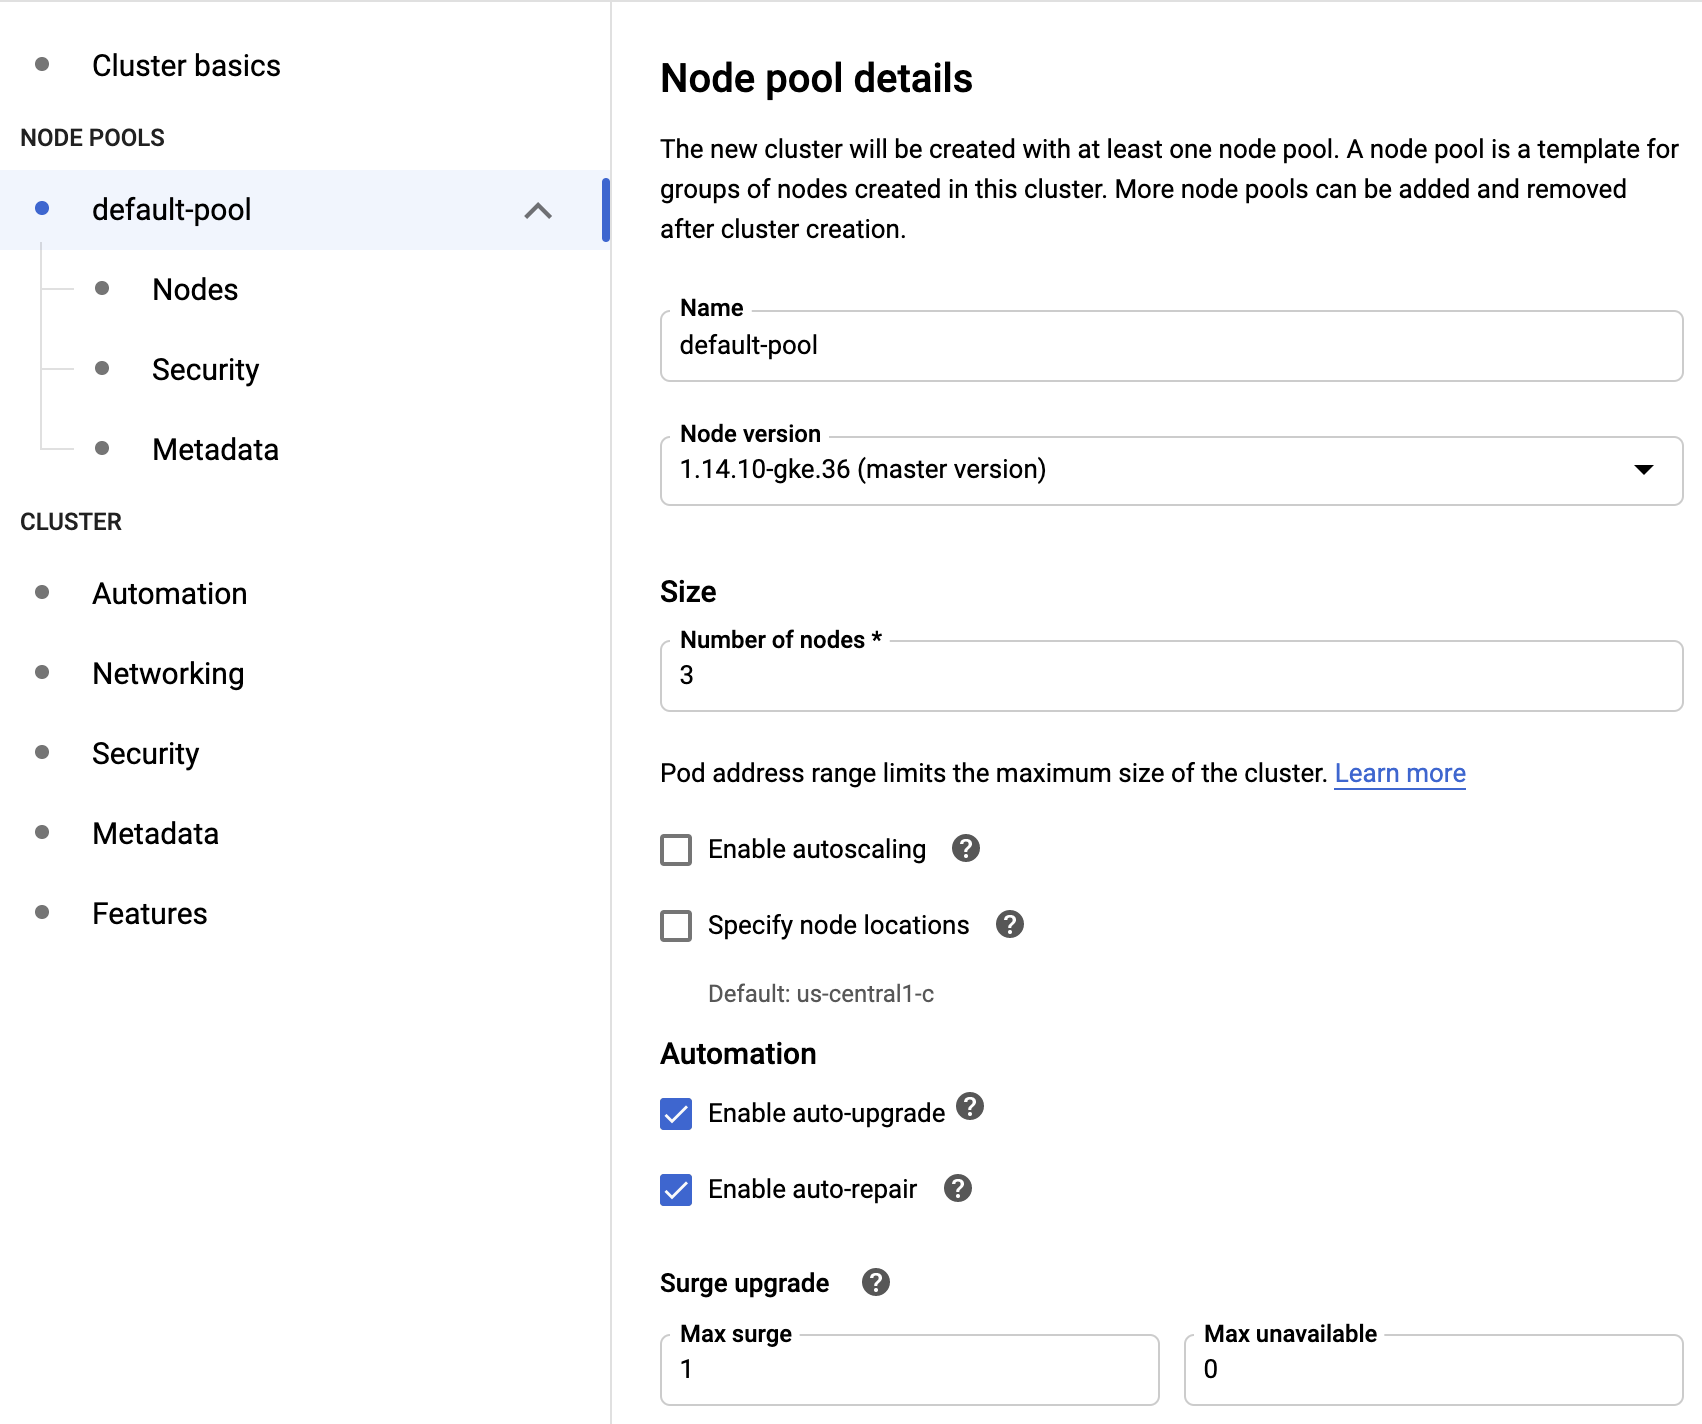 Cluster basics
NODE POOLS
default-pool
Nodes
Security
Metadata
CLUSTER
Automation
Networking
Security
Metadata
Features
Node pool details
The new cluster will be created with at least one node pool. A node pool is a template for
groups of nodes created in this cluster. More node pools can be added and removed
after cluster creation.
Name
default-pool
Node version
1.14.10-gke.36 (master version)
Size
Number of nodes *
3
Pod address range limits the maximum size of the cluster. Learn more
Enable autoscaling
Specify node locations
Default: us-central1-c
Automation
Enable auto-upgrade
Enable auto-repair
Surge upgrade
Max surge
1
Max unavailable
0